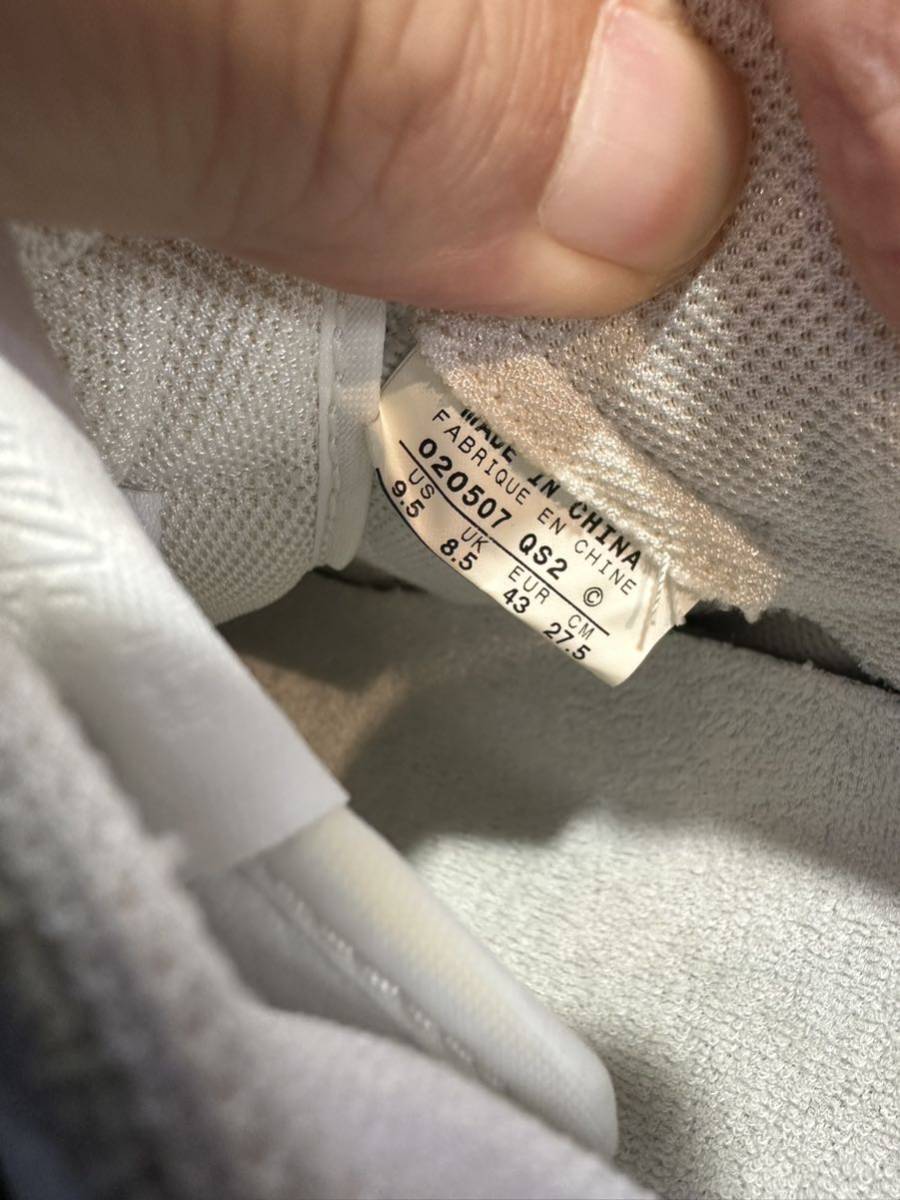 MADE IN CHINA
FABRIQUE EN CHINE
020507 QS2 ©
US UK EUR CM
9.5 8.5 43 27.5